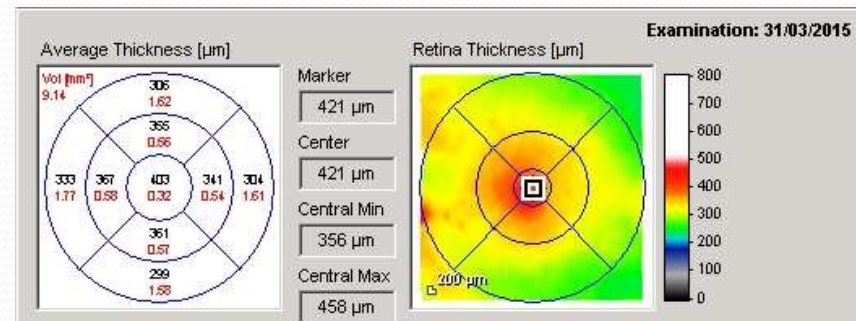 Examination: 31/03/2015
Average Thickness [µm]
Vol [mm³]
9.14
306
1.62
355
0.56
333 367 403 341 304
1.77 0.58 0.32 0.54 1.61
361
0.57
299
1.58
Marker
421 µm
Center
421 µm
Central Min
356 µm
Central Max
458 µm
Retina Thickness [µm]
200 µm
800
700
600
500
400
300
200
100
0